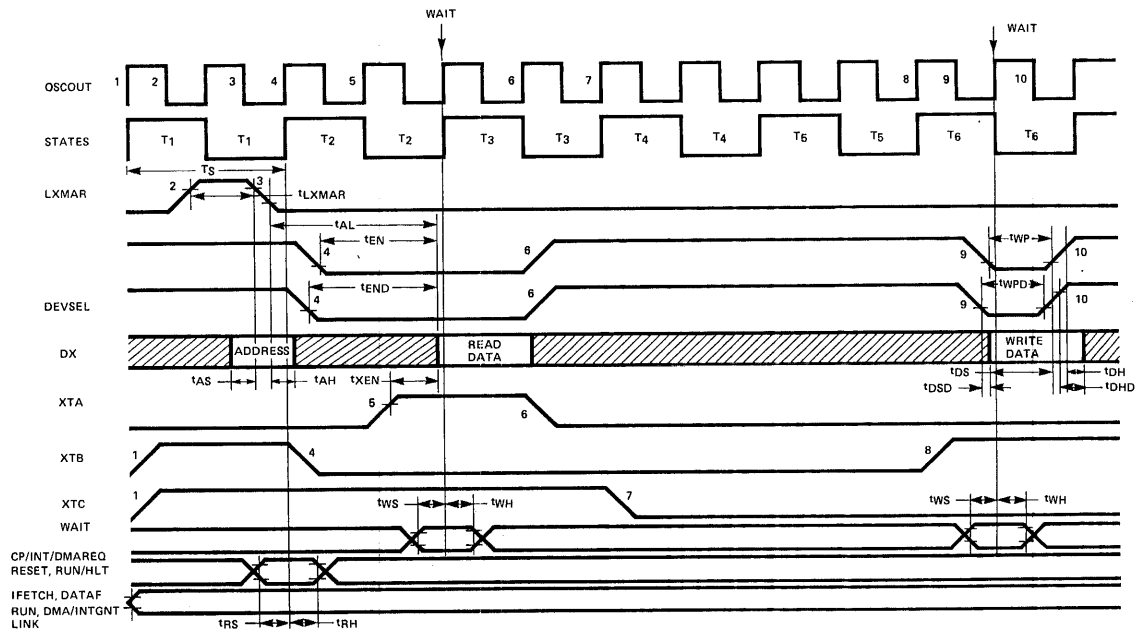 WAIT
WAIT
OSCOUT 1 2 3 4 5 6 7 8 9 10
STATES T1 T1 T2 T2 T3 T3 T4 T4 T5 T5 T6 T6
TS
LXMAR 2 3 tLXMAR
tAL
tEN 4 6 9 tWP 10
DEVSEL 4 tEND 6 9 tWPD 10
DX ADDRESS READ DATA WRITE DATA
tAS tAH tXEN tDS tDH
tDSD tDHD
XTA 5 6
XTB 1 4 8
XTC 1 7
tWS tWH tWS tWH
WAIT
CP/INT/DMAREQ
RESET, RUN/HLT
IFETCH, DATAF
RUN, DMA/INTGNT
LINK
tRS tRH